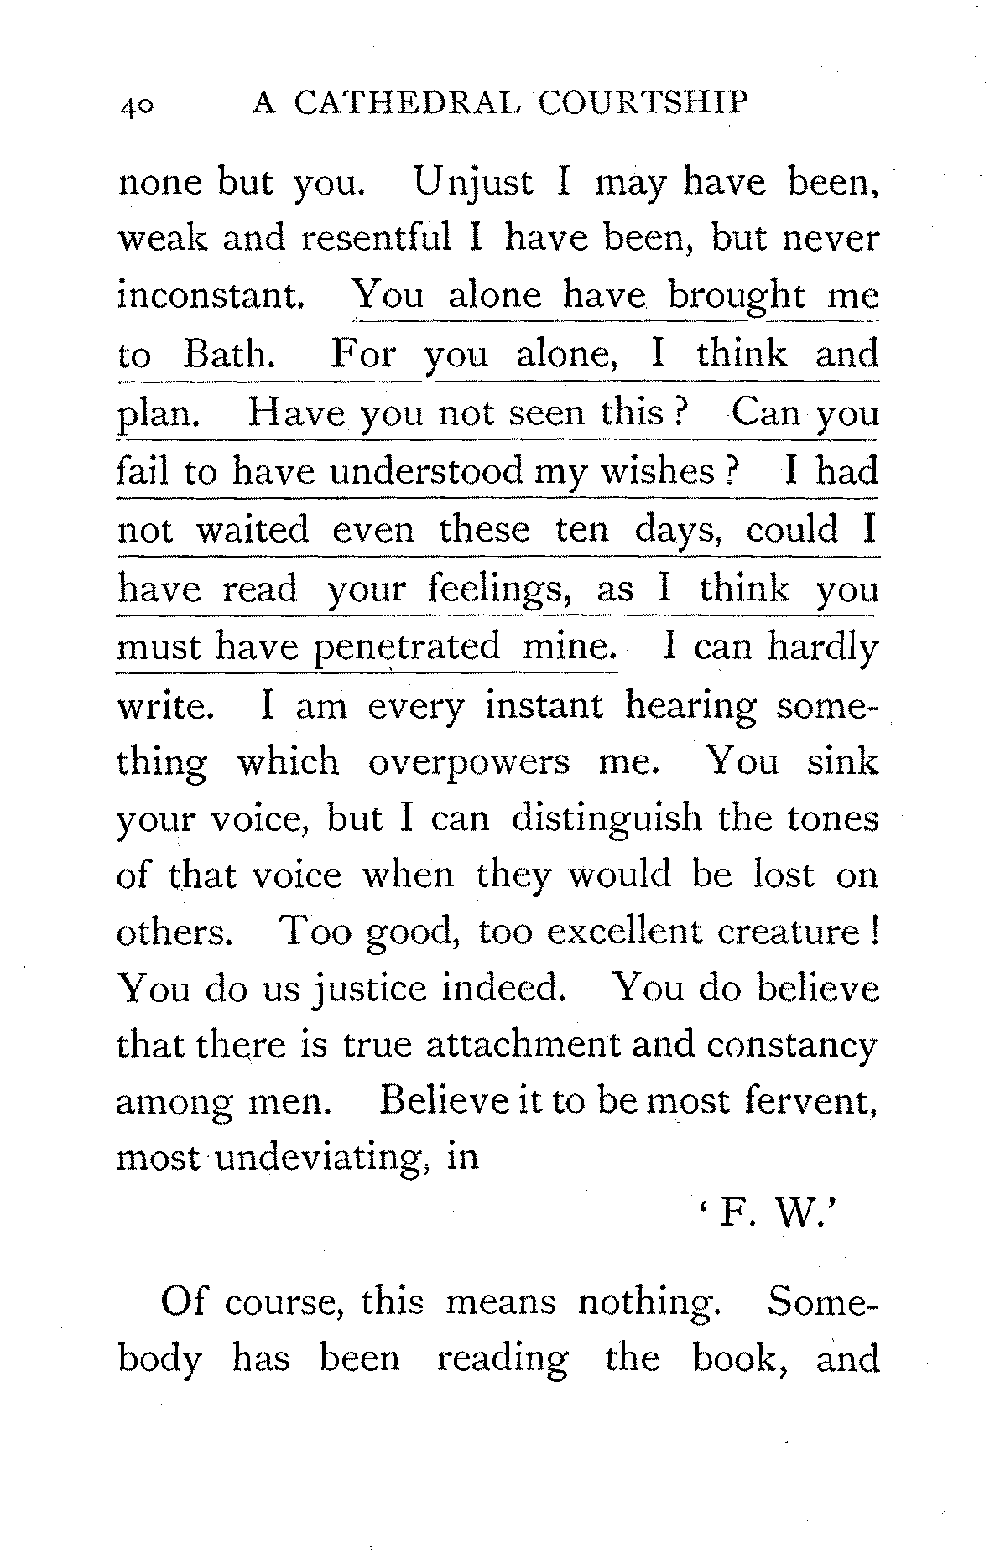 40 A CATHEDRAL COURTSHIP
none but you. Unjust I may have been,
weak and resentful I have been, but never
inconstant. You alone have brought me
to Bath. For you alone, I think and
plan. Have you not seen this ? Can you
fail to have understood my wishes ? I had
not waited even these ten days, could I
have read your feelings, as I think you
must have penetrated mine. I can hardly
write. I am every instant hearing some-
thing which overpowers me. You sink
your voice, but I can distinguish the tones
of that voice when they would be lost on
others. Too good, too excellent creature !
You do us justice indeed. You do believe
that there is true attachment and constancy
among men. Believe it to be most fervent,
most undeviating, in
‘ F. W.’
Of course, this means nothing. Some-
body has been reading the book, and